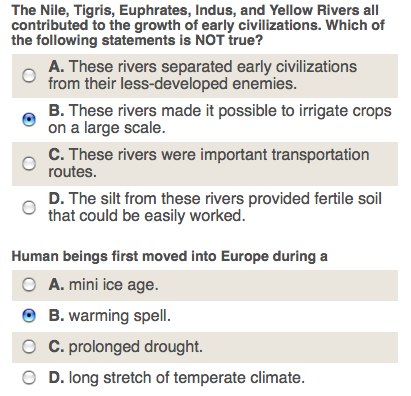 The Nile, Tigris, Euphrates, Indus, and Yellow Rivers all
contributed to the growth of early civilizations. Which of
the following statements is NOT true?
A. These rivers separated early civilizations
from their less-developed enemies.
B. These rivers made it possible to irrigate crops
on a large scale.
C. These rivers were important transportation
routes.
D. The silt from these rivers provided fertile soil
that could be easily worked.
Human beings first moved into Europe during a
A. mini ice age.
B. warming spell.
C. prolonged drought.
D. long stretch of temperate climate.